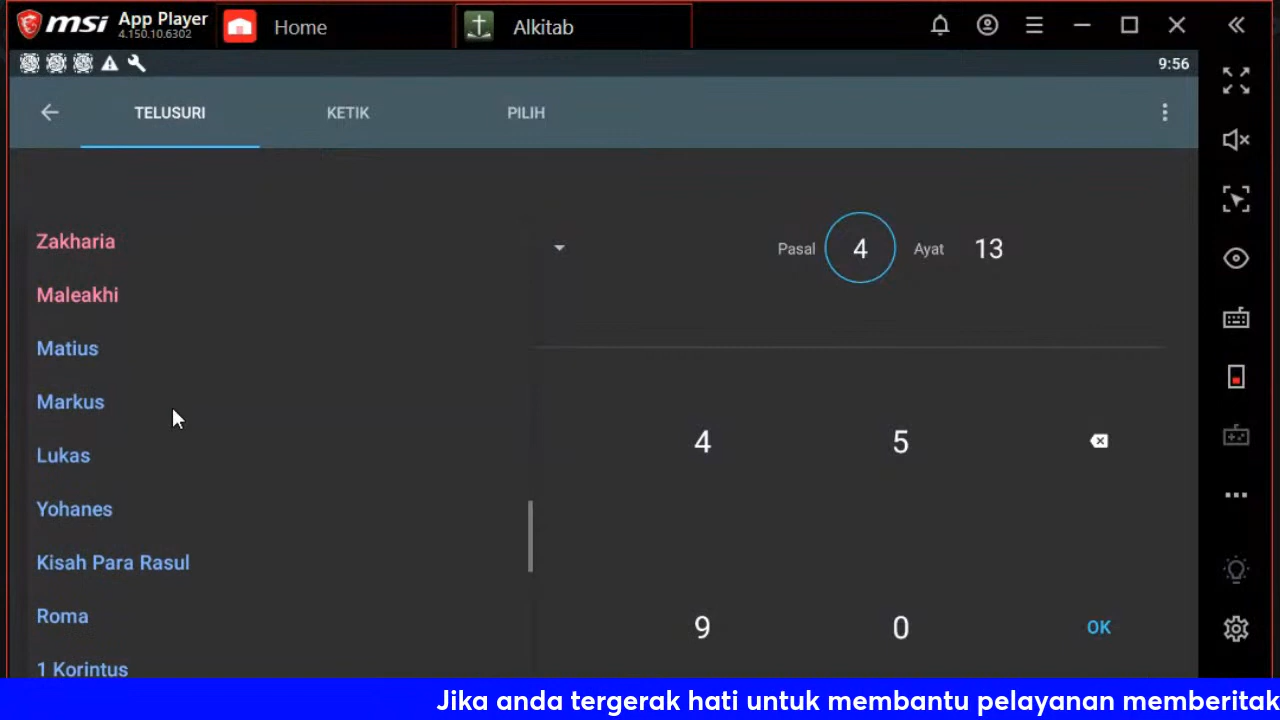 msi App Player
4.150.10.6302
Home
Alkitab
9:56
TELUSURI
KETIK
PILIH
Zakharia
Maleakhi
Matius
Markus
Lukas
Yohanes
Kisah Para Rasul
Roma
1 Korintus
Pasal 4 Ayat 13
4 5
9 0 OK
Jika anda tergerak hati untuk membantu pelayanan memberitak